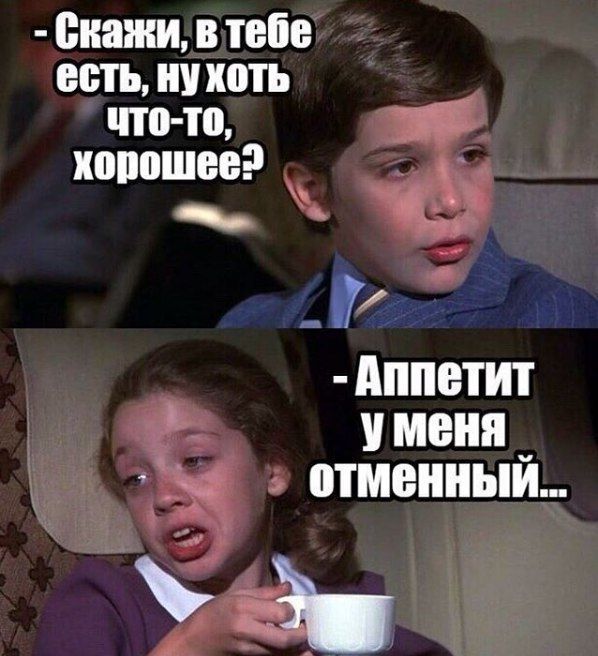 - Скажи, в тебе
есть, ну хоть
что-то,
хорошее?
- Аппетит
у меня
отменный...